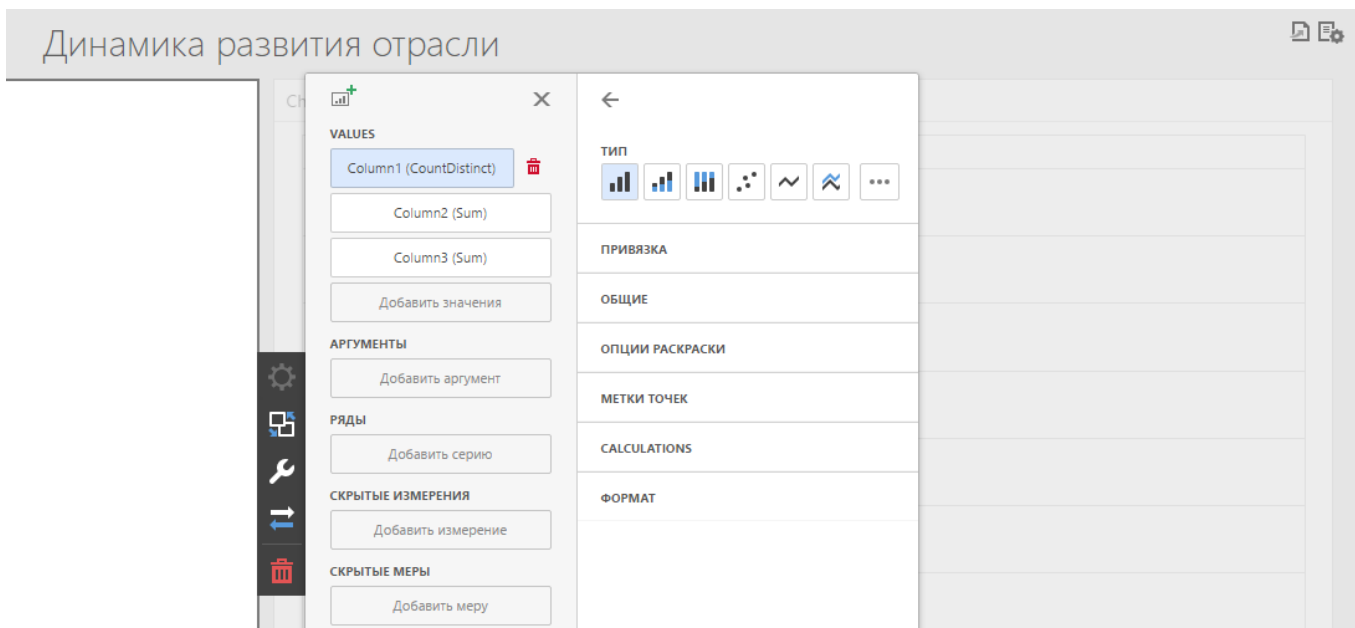 Динамика развития отрасли
Ch
VALUES
Column1 (CountDistinct)
Column2 (Sum)
Column3 (Sum)
Добавить значения
АРГУМЕНТЫ
Добавить аргумент
РЯДЫ
Добавить серию
СКРЫТЫЕ ИЗМЕРЕНИЯ
Добавить измерение
СКРЫТЫЕ МЕРЫ
Добавить меру
ТИП
ПРИВЯЗКА
ОБЩИЕ
ОПЦИИ РАСКРАСКИ
МЕТКИ ТОЧЕК
CALCULATIONS
ФОРМАТ